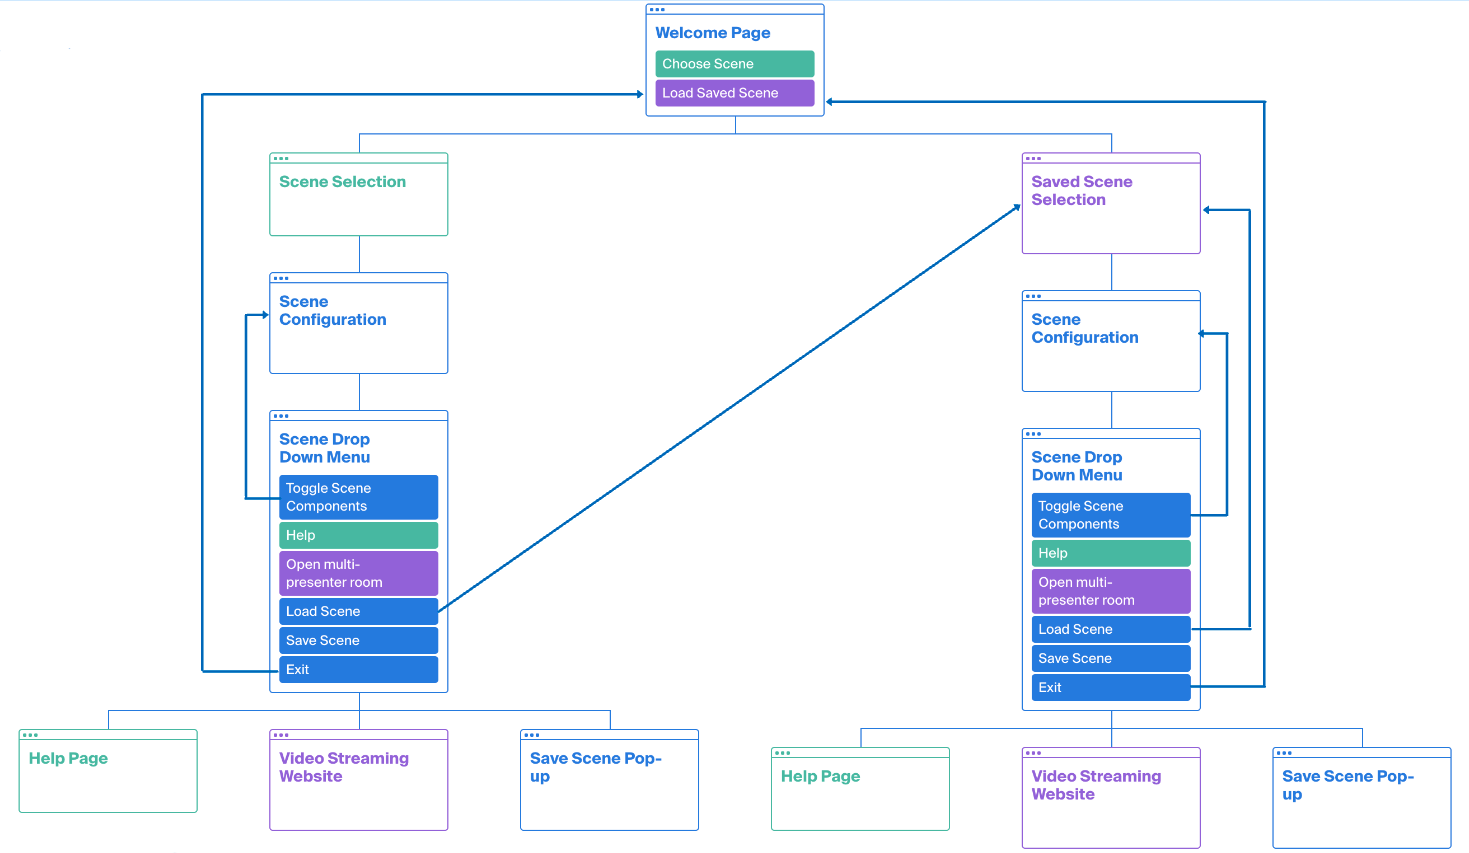 Welcome Page
Choose Scene
Load Saved Scene
Scene Selection
Saved Scene
Selection
Scene
Configuration
Scene
Configuration
Scene Drop
Down Menu
Toggle Scene
Components
Help
Open multi-
presenter room
Load Scene
Save Scene
Exit
Scene Drop
Down Menu
Toggle Scene
Components
Help
Open multi-
presenter room
Load Scene
Save Scene
Exit
Help Page
Video Streaming
Website
Save Scene Pop-
up
Help Page
Video Streaming
Website
Save Scene Pop-
up